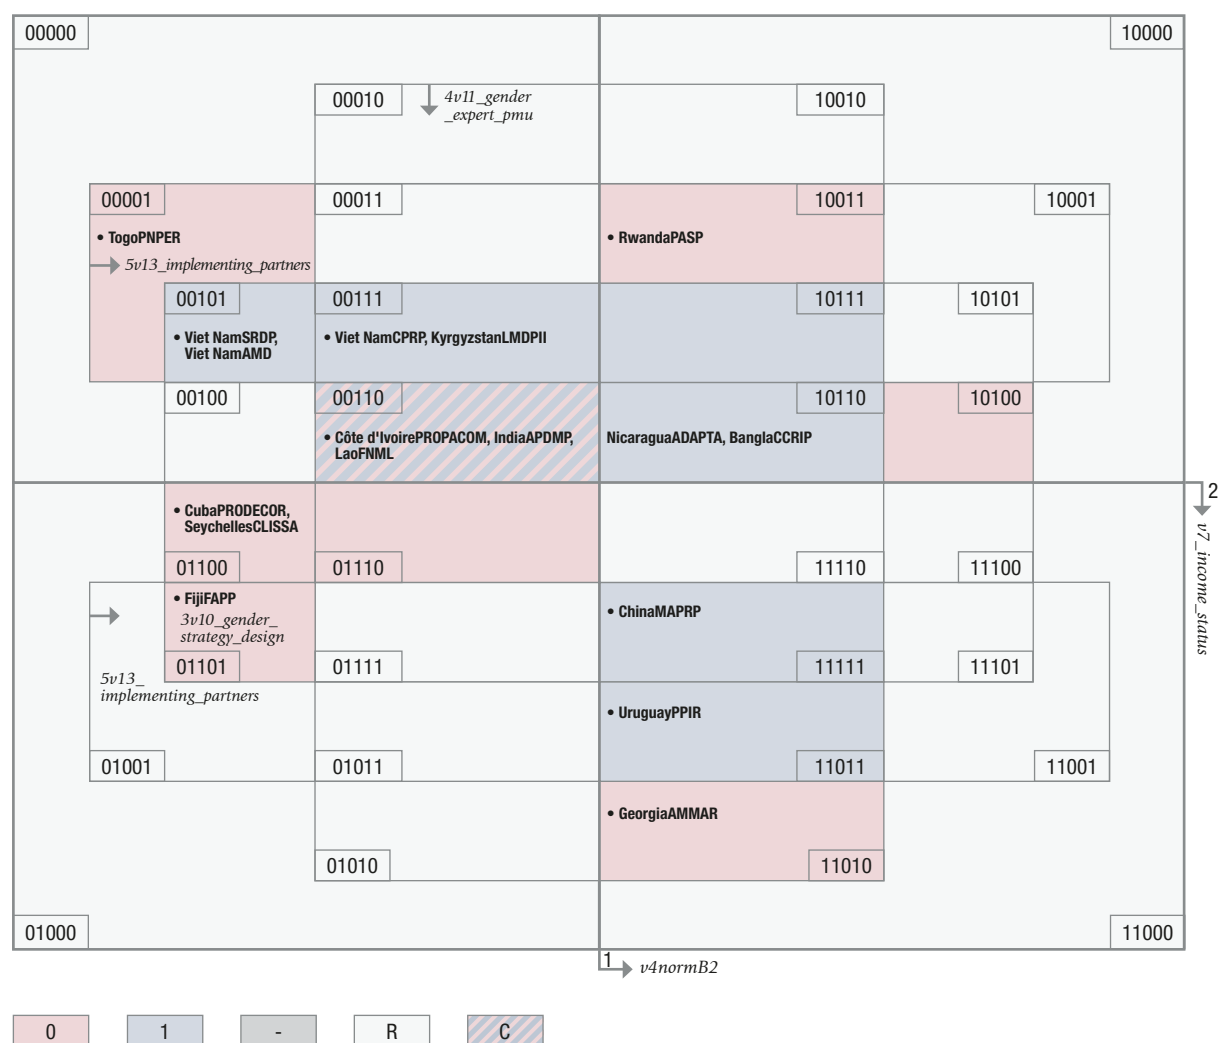 00000
10000
00010
4v11_gender
_expert_pmu
10010
00001
00011
10011
10001
• TogoPNPER
• RwandaPASP
5v13_implementing_partners
00101
00111
10111
10101
• Viet NamSRDP,
Viet NamAMD
• Viet NamCPRP, KyrgyzstanLMDPII
00100
00110
10110
10100
• Côte d'IvoirePROPACOM, IndiaAPDMP,
LaoFNML
NicaraguaADAPTA, BanglaCCRIP
2
v7_income_status
• CubaPRODECOR,
SeychellesCLISSA
01100
01110
11110
11100
• FijiFAPP
3v10_gender_
strategy_design
• ChinaMAPRP
01101
01111
11111
11101
5v13_
implementing_partners
• UruguayPPIR
01001
01011
11011
11001
• GeorgiaAMMAR
01010
11010
01000
11000
1
v4normB2
0
1
-
R
C